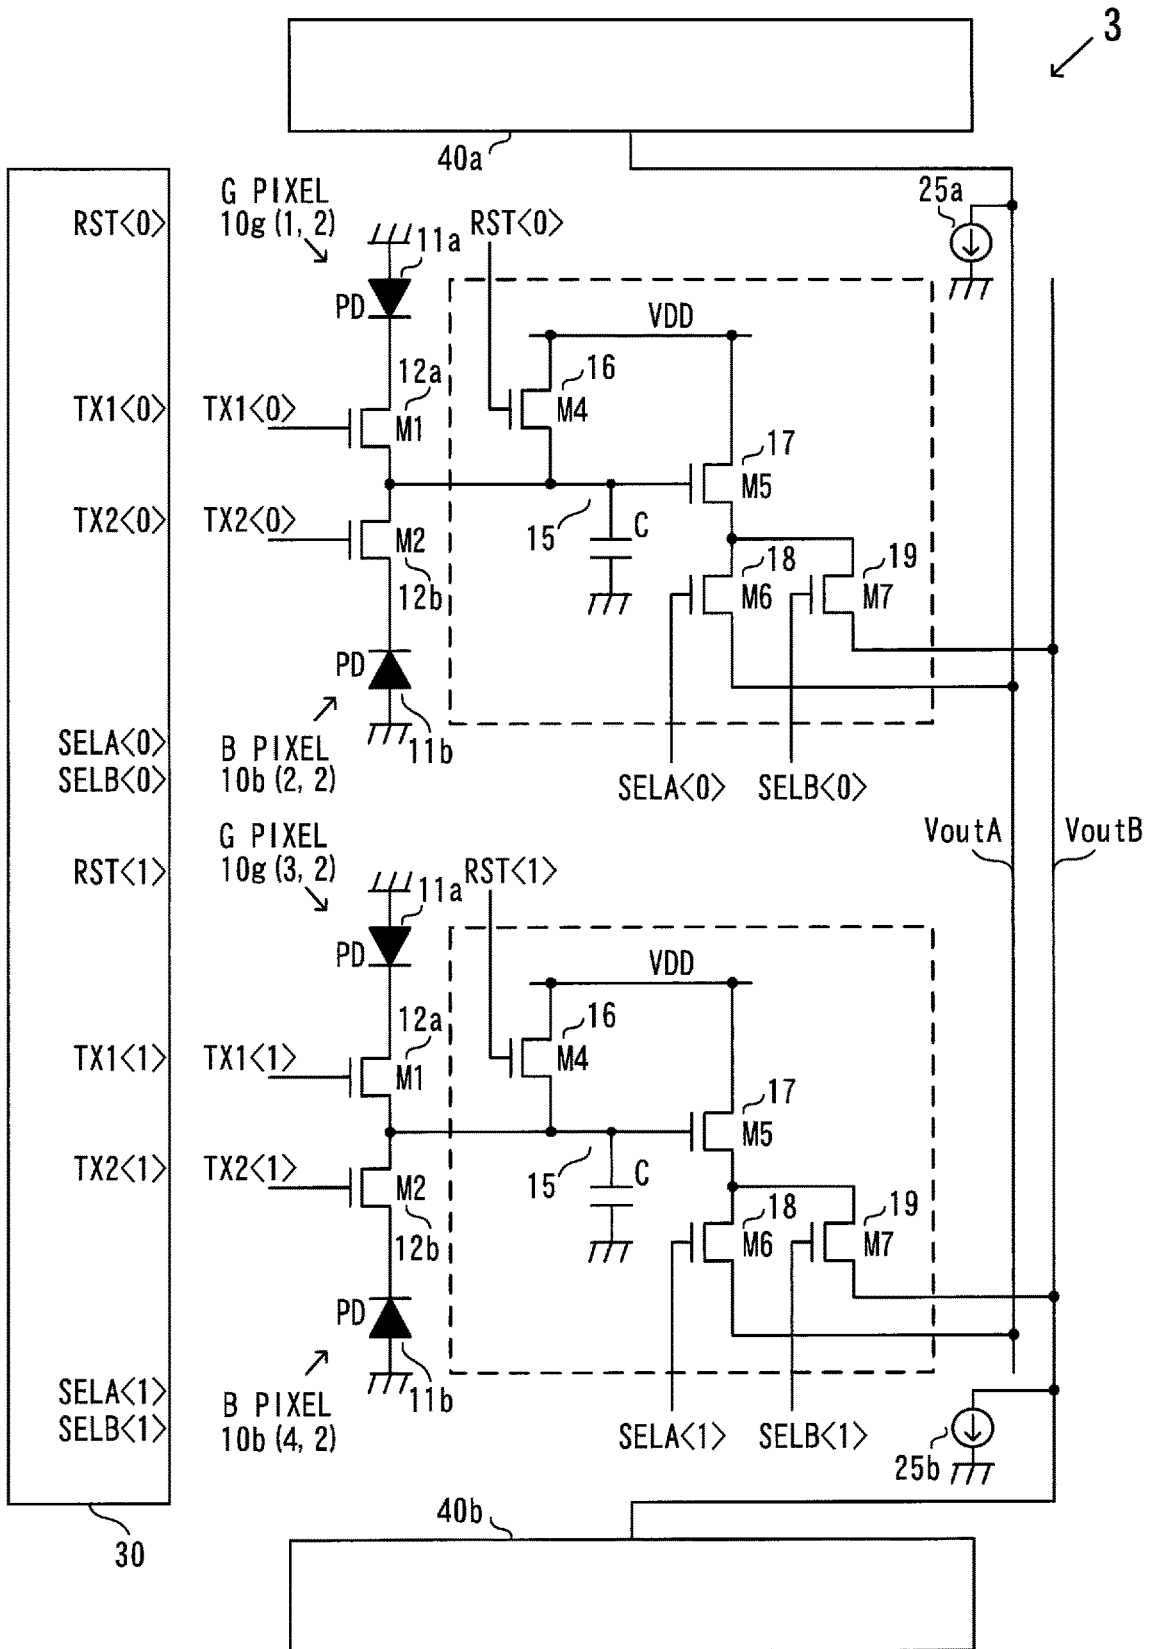 3
40a
25a
G PIXEL
10g (1, 2)
RST<0>
RST<0>
11a
PD
VDD
12a
16
TX1<0>
TX1<0>
M1
M4
17
M5
TX2<0>
TX2<0>
M2
15
C
18
19
12b
M6
M7
PD
SELA<0>
SELB<0>
B PIXEL
10b (2, 2)
11b
SELA<0>
SELB<0>
G PIXEL
10g (3, 2)
VoutA
VoutB
RST<1>
RST<1>
11a
PD
VDD
12a
16
TX1<1>
TX1<1>
M1
M4
17
M5
TX2<1>
TX2<1>
M2
15
C
18
19
12b
M6
M7
PD
SELA<1>
SELB<1>
B PIXEL
10b (4, 2)
11b
SELA<1>
SELB<1>
25b
30
40b